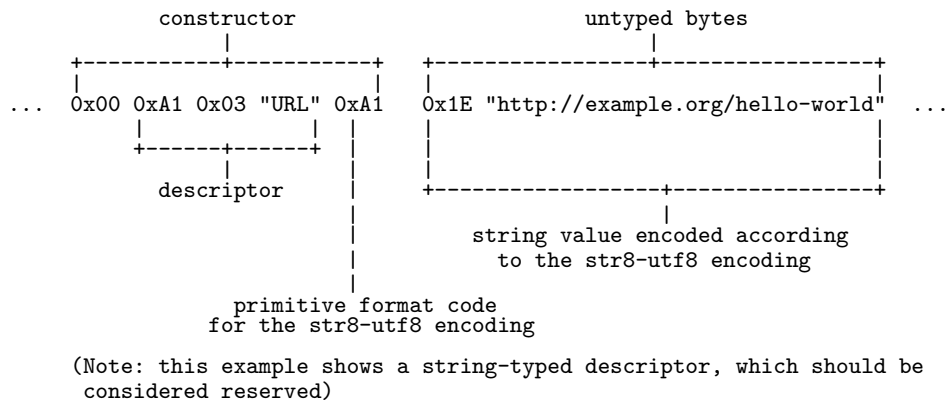 constructor untyped bytes
... 0x00 0xA1 0x03 "URL" 0xA1 0x1E "http://example.org/hello-world" ...
descriptor
string value encoded according
to the str8-utf8 encoding
primitive format code
for the str8-utf8 encoding
(Note: this example shows a string-typed descriptor, which should be
considered reserved)